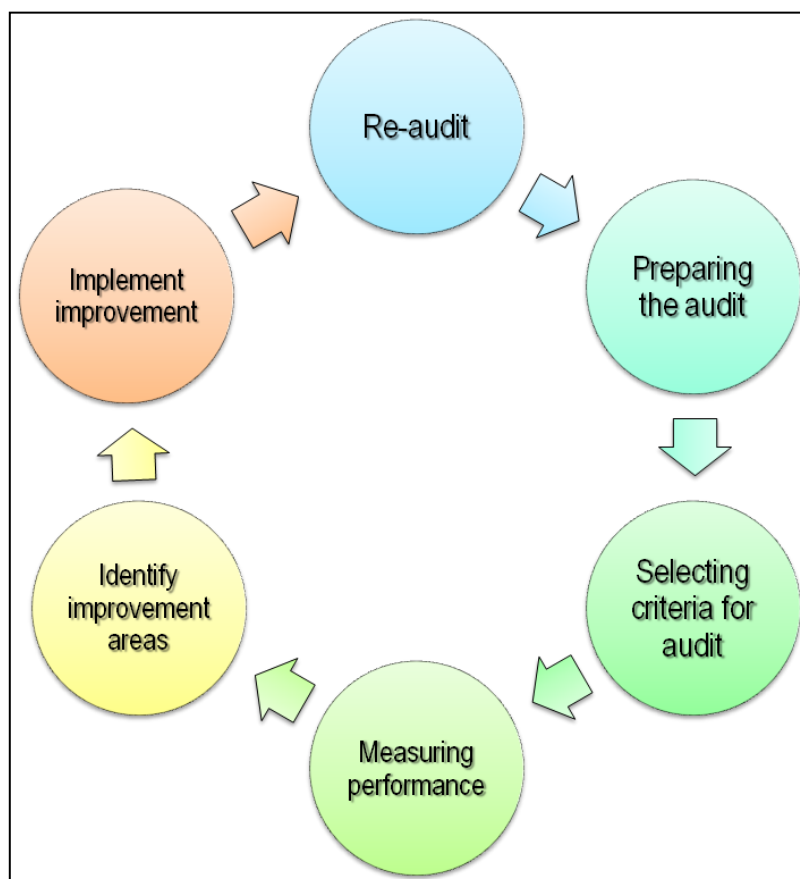 Re-audit
Preparing
the audit
Selecting
criteria for
audit
Measuring
performance
Identify
improvement
areas
Implement
improvement